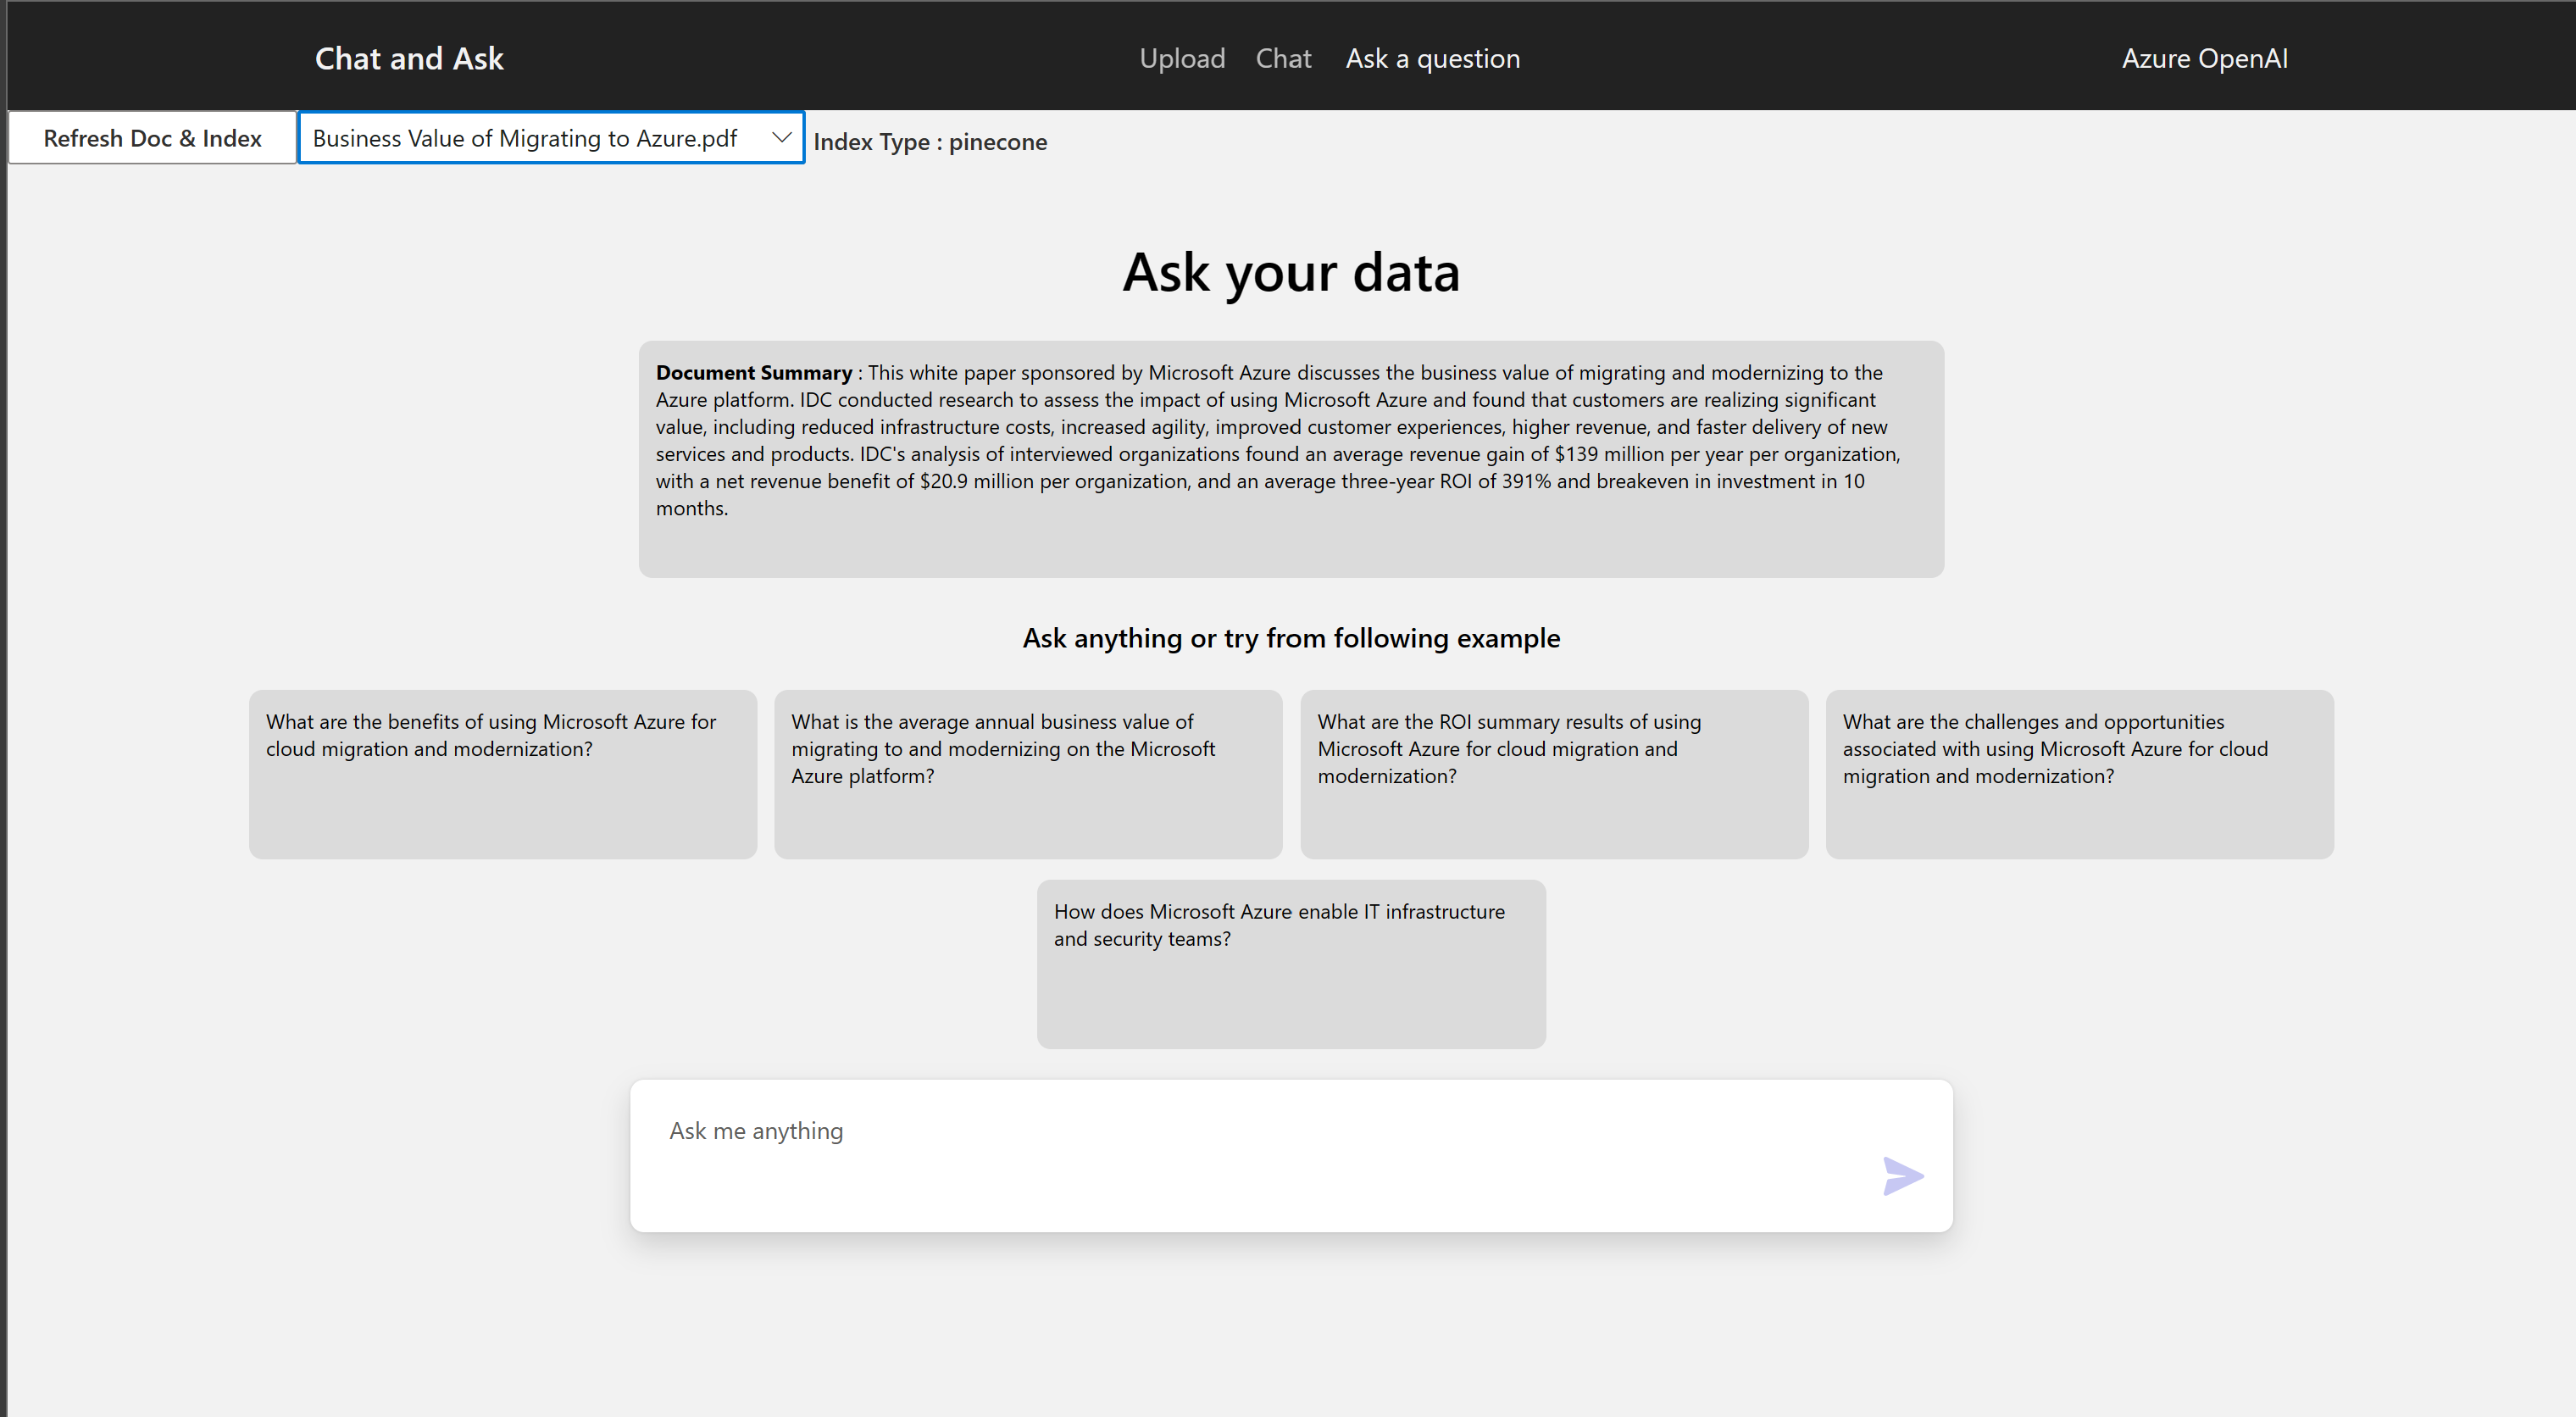 Chat and Ask
Upload Chat Ask a question
Azure OpenAI
Refresh Doc & Index
Business Value of Migrating to Azure.pdf
Index Type : pinecone
Ask your data
Document Summary : This white paper sponsored by Microsoft Azure discusses the business value of migrating and modernizing to the
Azure platform. IDC conducted research to assess the impact of using Microsoft Azure and found that customers are realizing significant
value, including reduced infrastructure costs, increased agility, improved customer experiences, higher revenue, and faster delivery of new
services and products. IDC's analysis of interviewed organizations found an average revenue gain of $139 million per year per organization,
with a net revenue benefit of $20.9 million per organization, and an average three-year ROI of 391% and breakeven in investment in 10
months.
Ask anything or try from following example
What are the benefits of using Microsoft Azure for
cloud migration and modernization?
What is the average annual business value of
migrating to and modernizing on the Microsoft
Azure platform?
What are the ROI summary results of using
Microsoft Azure for cloud migration and
modernization?
What are the challenges and opportunities
associated with using Microsoft Azure for cloud
migration and modernization?
How does Microsoft Azure enable IT infrastructure
and security teams?
Ask me anything